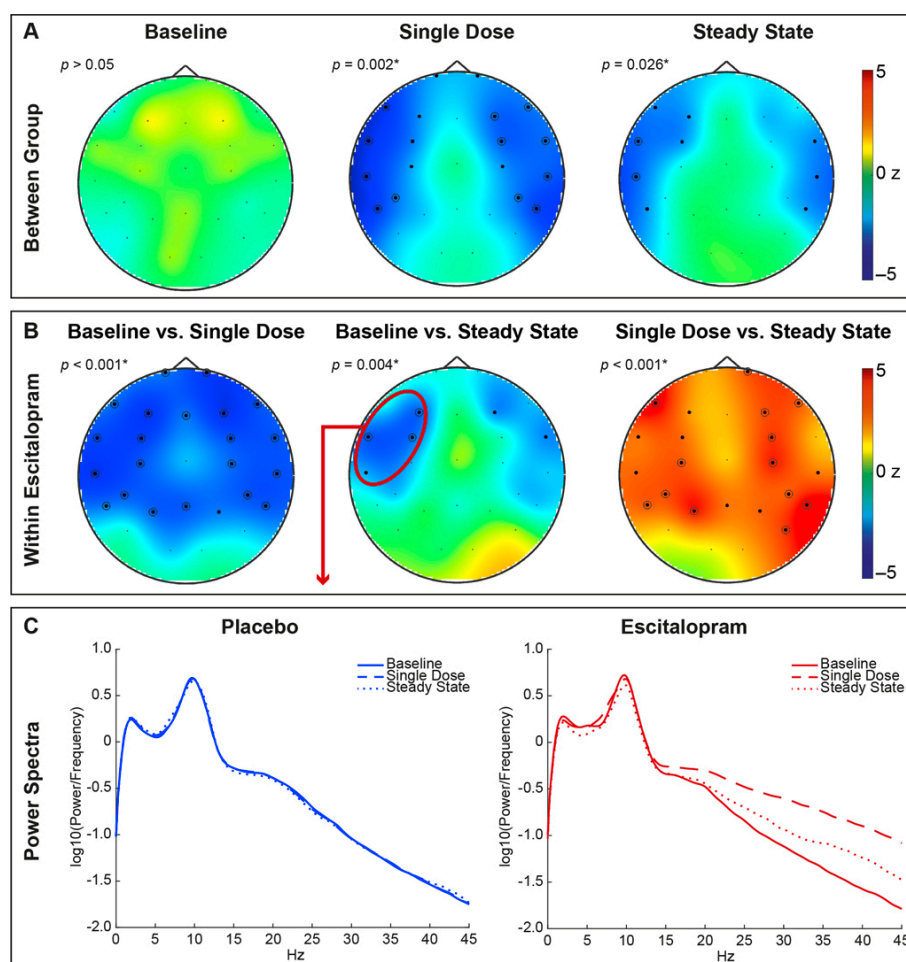 A
Baseline
Single Dose
Steady State
p > 0.05
p = 0.002*
p = 0.026*
Between Group
5
0 z
–5
B
Baseline vs. Single Dose
Baseline vs. Steady State
Single Dose vs. Steady State
p < 0.001*
p = 0.004*
p < 0.001*
Within Escitalopram
5
0 z
–5
C
Placebo
Escitalopram
Power Spectra
log10(Power/Frequency)
1.0
0.5
0
-0.5
-1.0
-1.5
-2.0
Baseline
Single Dose
Steady State
0 5 10 15 20 25 30 35 40 45
Hz
log10(Power/Frequency)
1.0
0.5
0
-0.5
-1.0
-1.5
-2.0
Baseline
Single Dose
Steady State
0 5 10 15 20 25 30 35 40 45
Hz